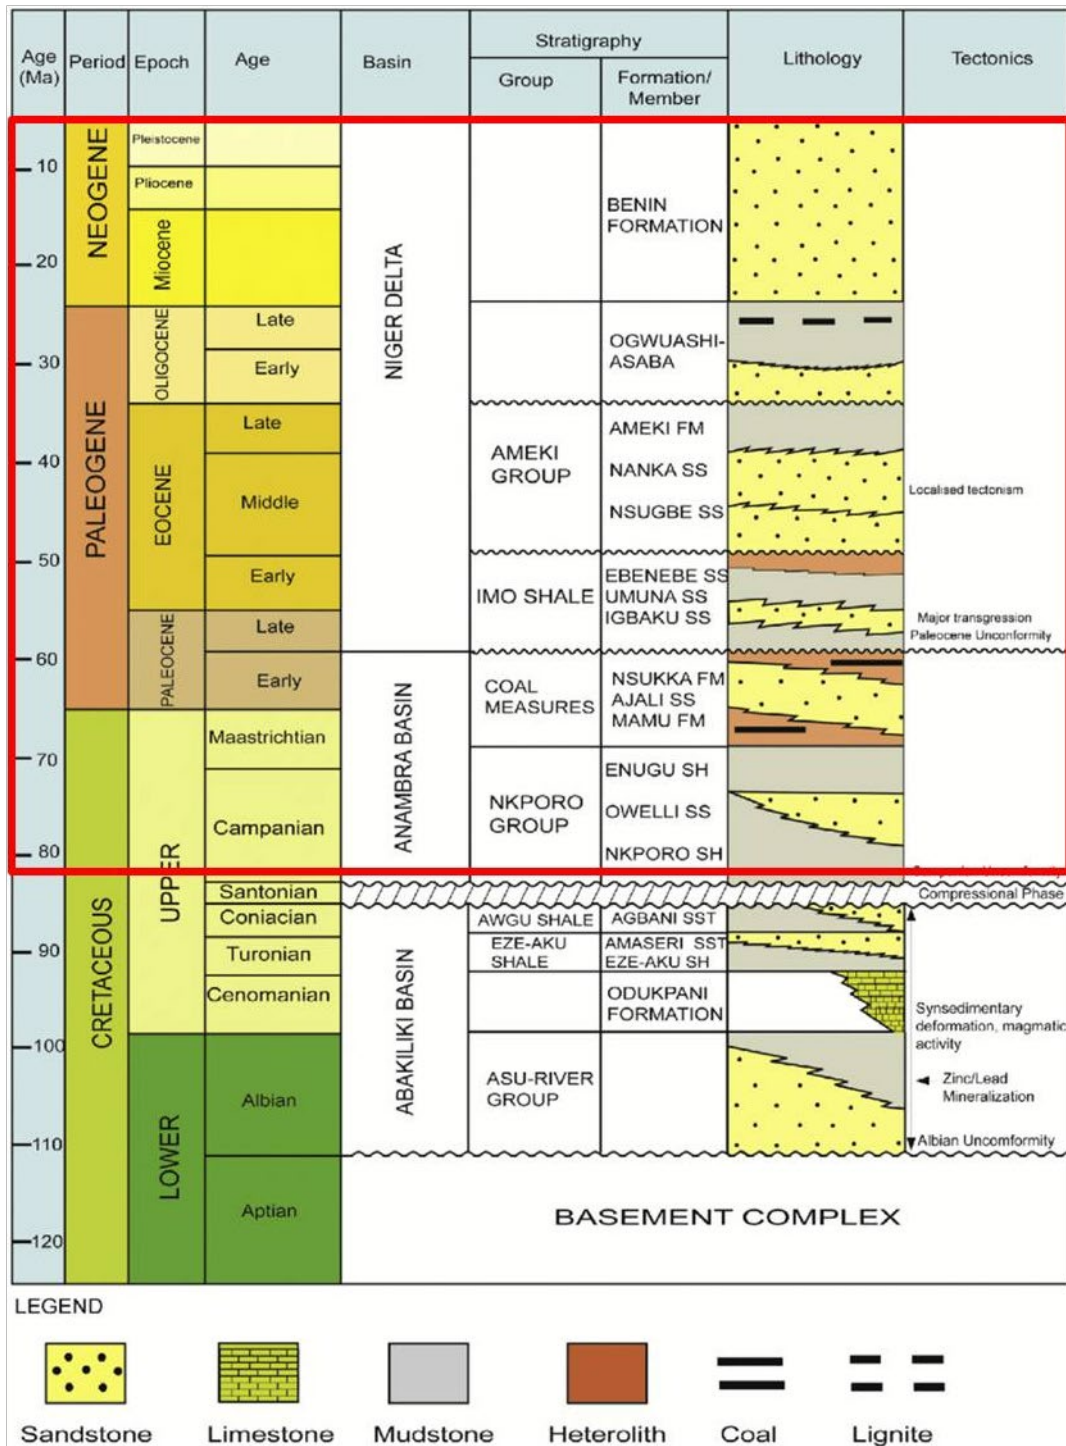 Age (Ma)
Period
Epoch
Age
Basin
Stratigraphy
Group
Formation/
Member
Lithology
Tectonics
10
20
30
40
50
60
70
80
90
100
110
120
NEOGENE
PALEOGENE
CRETACEOUS
Pleistocene
Pliocene
Miocene
OLIGOCENE
EOCENE
PALEOCENE
UPPER
LOWER
Late
Early
Late
Middle
Early
Late
Early
Maastrichtian
Campanian
Santonian
Coniacian
Turonian
Cenomanian
Albian
Aptian
NIGER DELTA
ANAMBRA BASIN
ABAKILIKI BASIN
AMEKI
GROUP
IMO SHALE
COAL
MEASURES
NKPORO
GROUP
AWGU SHALE
EZE-AKU
SHALE
ASU-RIVER
GROUP
BENIN
FORMATION
OGWUASHI-
ASABA
AMEKI FM
NANKA SS
NSUGBE SS
EBENEBE SS
UMUNA SS
IGBAKU SS
NSUKKA FM
AJALI SS
MAMU FM
ENUGU SH
OWELLI SS
NKPORO SH
AGBANI SST
AMASERI SST
EZE-AKU SH
ODUKPANI
FORMATION
Localised tectonism
Major transgression
Paleocene Unconformity
Compressional Phase
Synsedimentary
deformation, magmatic
activity
Zinc/Lead
Mineralization
Albian Uncomformity
BASEMENT COMPLEX
LEGEND
Sandstone
Limestone
Mudstone
Heterolith
Coal
Lignite